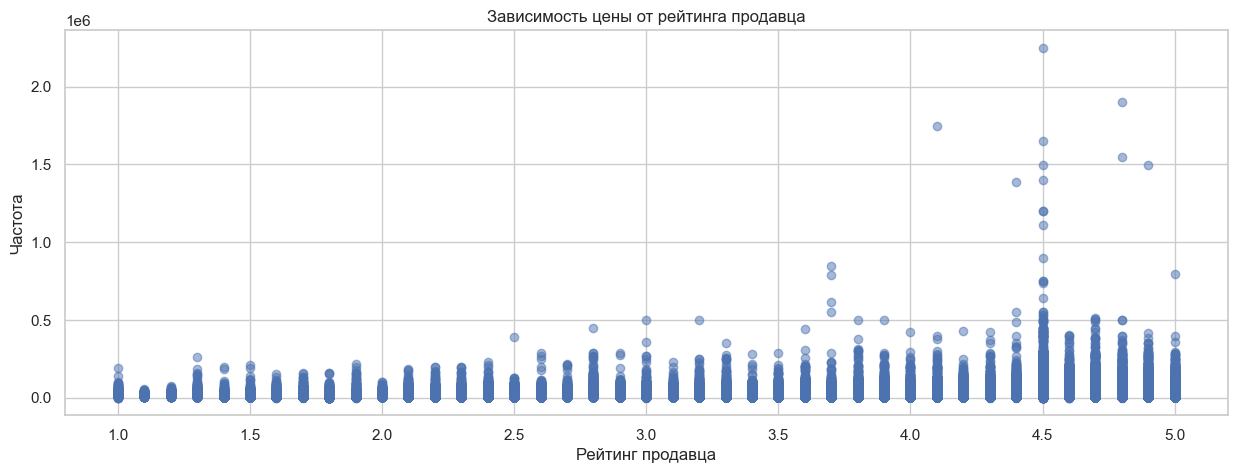 Зависимость цены от рейтинга продавца
1e6
2.0
1.5
1.0
0.5
0.0
Частота
1.0 1.5 2.0 2.5 3.0 3.5 4.0 4.5 5.0
Рейтинг продавца